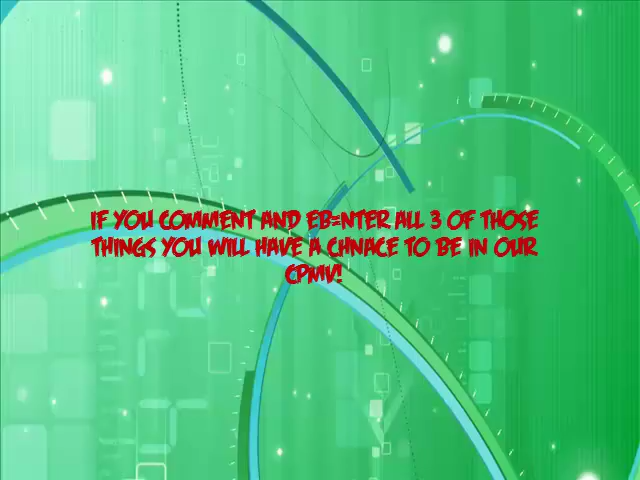 IF YOU COMMENT AND EB=NTER ALL 3 OF THOSE
THINGS YOU WILL HAVE A CHNACE TO BE IN OUR
CPMV!